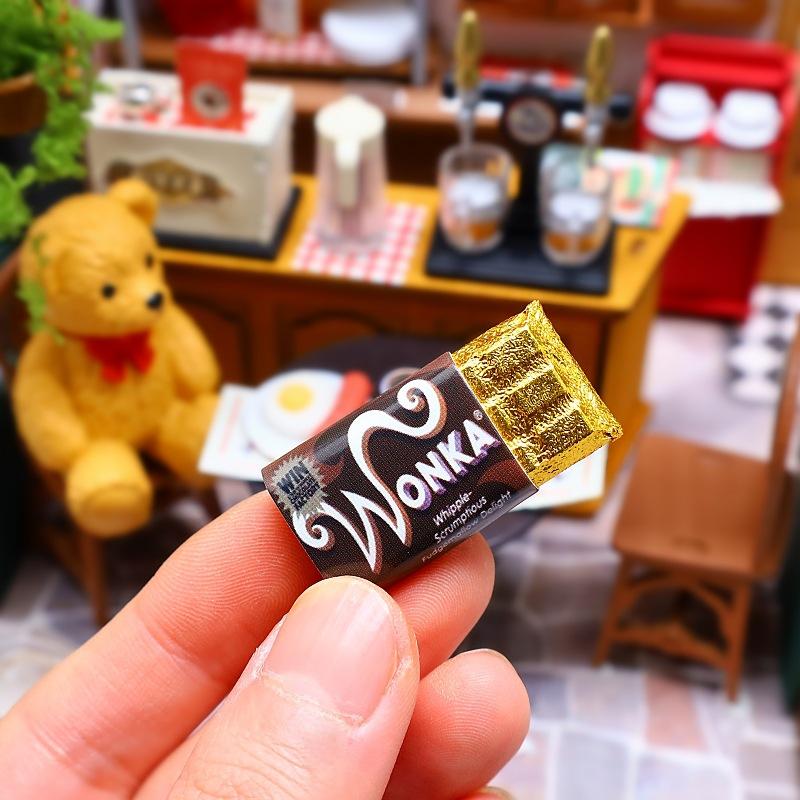 WIN
WONKA®
Whipple-
Scrumptious
Fudgemallow Delight